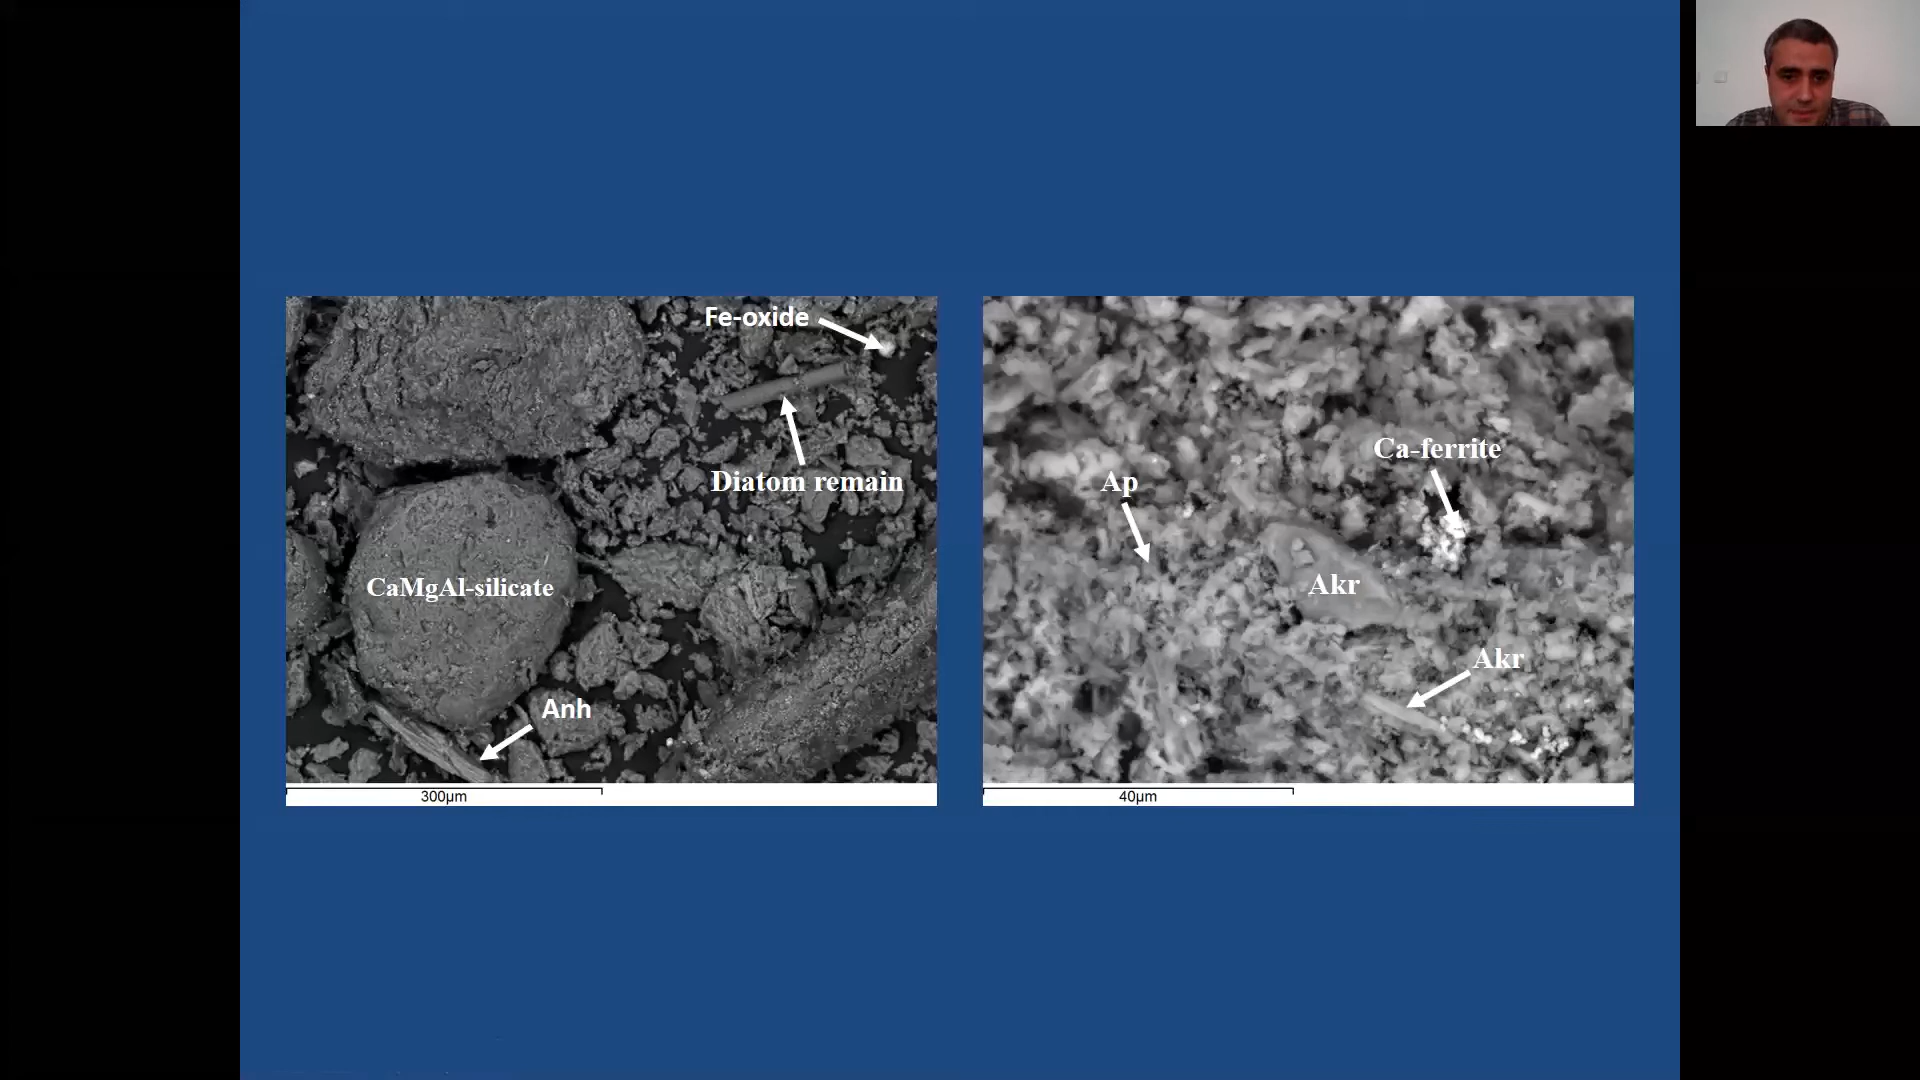 Fe-oxide
Diatom remain
CaMgAl-silicate
Anh
300µm
Ca-ferrite
Ap
Akr
Akr
40µm